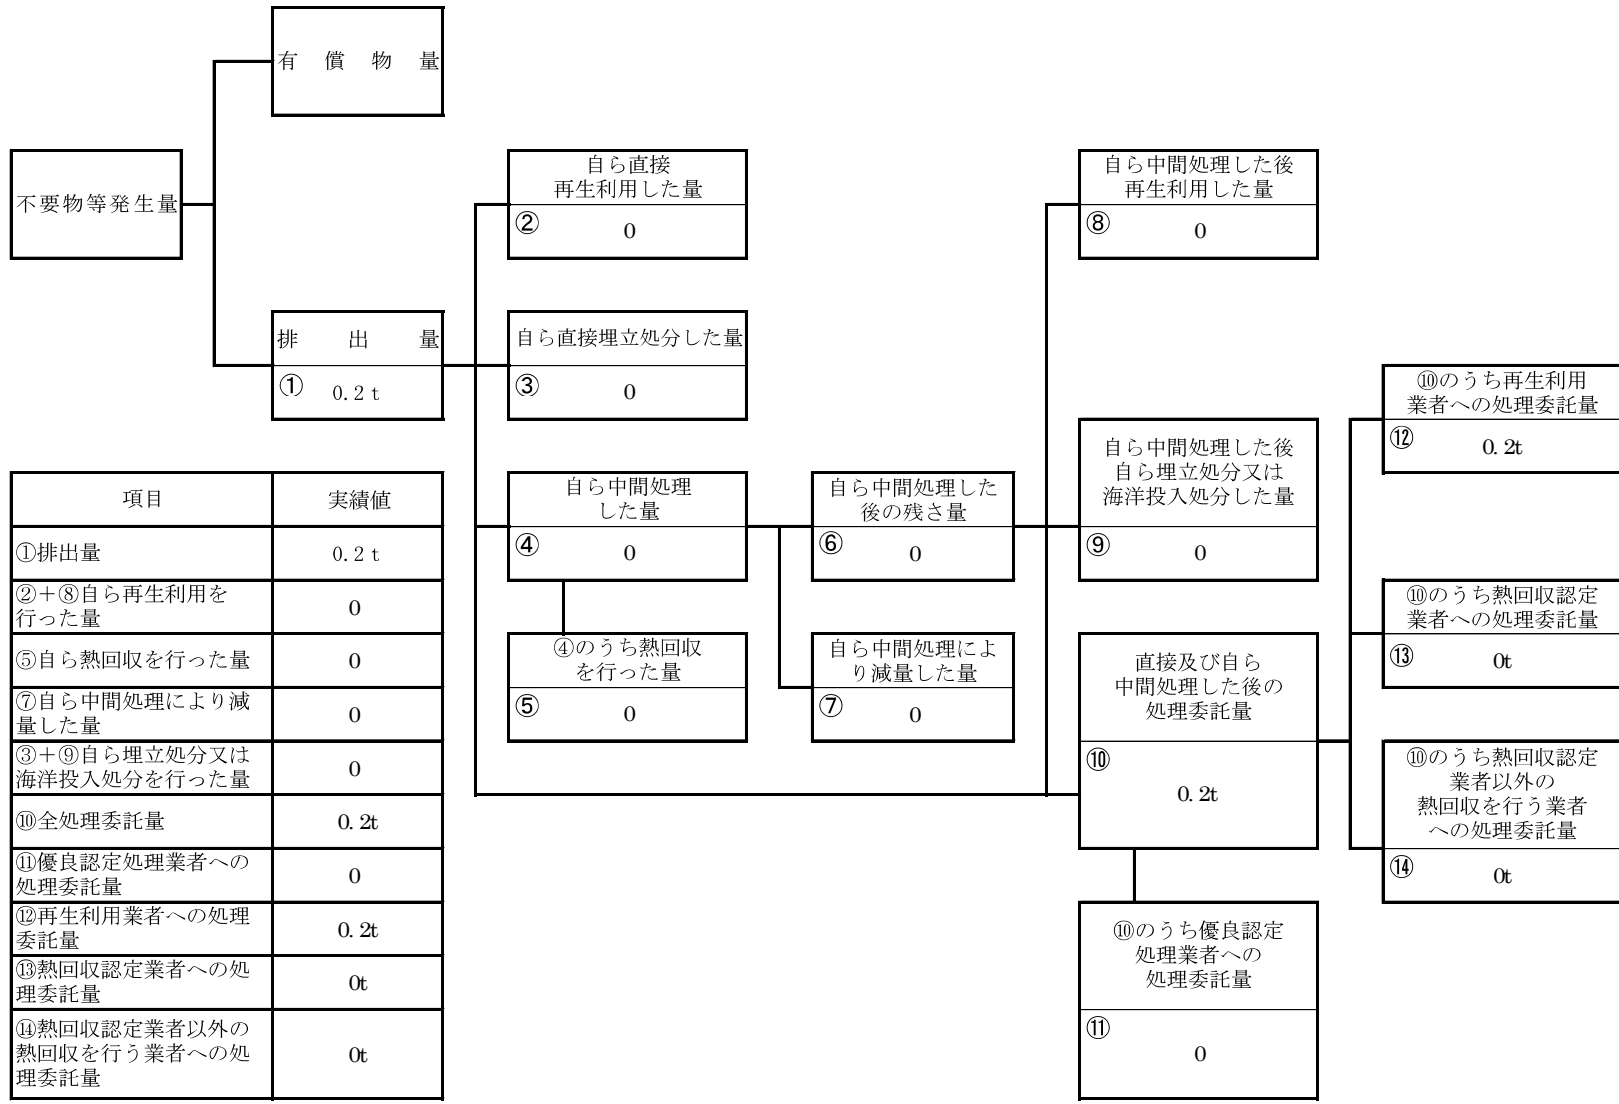 有償物量
不要物等発生量
排出量
① 0.2 t
自ら直接
再生利用した量
② 0
自ら直接埋立処分した量
③ 0
自ら中間処理
した量
④ 0
④のうち熱回収
を行った量
⑤ 0
自ら中間処理した
後の残さ量
⑥ 0
自ら中間処理によ
り減量した量
⑦ 0
自ら中間処理した後
再生利用した量
⑧ 0
自ら中間処理した後
自ら埋立処分又は
海洋投入処分した量
⑨ 0
直接及び自ら
中間処理した後の
処理委託量
⑩
0.2t
⑩のうち優良認定
処理業者への
処理委託量
⑪
0
⑩のうち再生利用
業者への処理委託量
⑫ 0.2t
⑩のうち熱回収認定
業者への処理委託量
⑬ 0t
⑩のうち熱回収認定
業者以外の
熱回収を行う業者
への処理委託量
⑭ 0t
項目 実績値
①排出量 0.2 t
②+⑧自ら再生利用を
行った量 0
⑤自ら熱回収を行った量 0
⑦自ら中間処理により減
量した量 0
③+⑨自ら埋立処分又は
海洋投入処分を行った量 0
⑩全処理委託量 0.2t
⑪優良認定処理業者への
処理委託量 0
⑫再生利用業者への処理
委託量 0.2t
⑬熱回収認定業者への処
理委託量 0t
⑭熱回収認定業者以外の
熱回収を行う業者への処
理委託量 0t